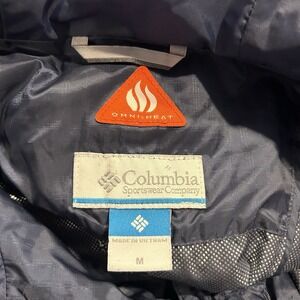 OMNI-HEAT
Columbia
Sportswear Company
MADE IN VIETNAM
M